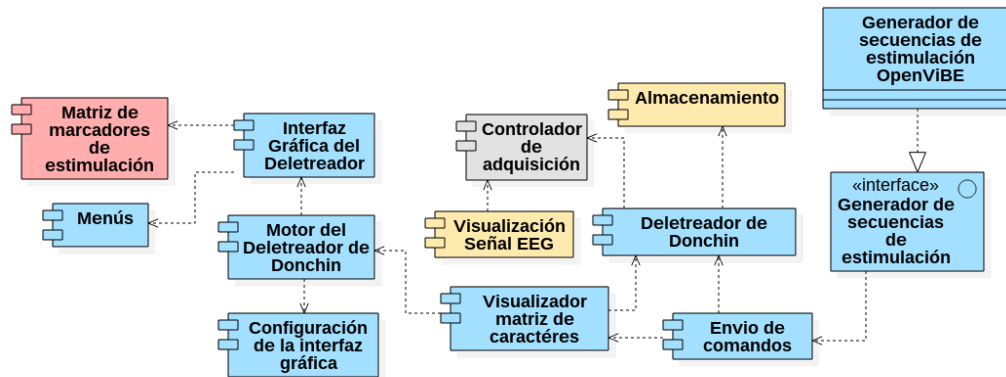 Generador de
secuencias de
estimulación
OpenViBE
Matriz de
marcadores
de
estimulación
Interfaz
Gráfica del
Deletreador
Controlador
de
adquisición
Almacenamiento
«interface»
Generador de
secuencias
de
estimulación
Menús
Motor del
Deletreador de
Donchin
Visualización
Señal EEG
Deletreador de
Donchin
Configuración
de la interfaz
gráfica
Visualizador
matriz de
caractéres
Envio de
comandos